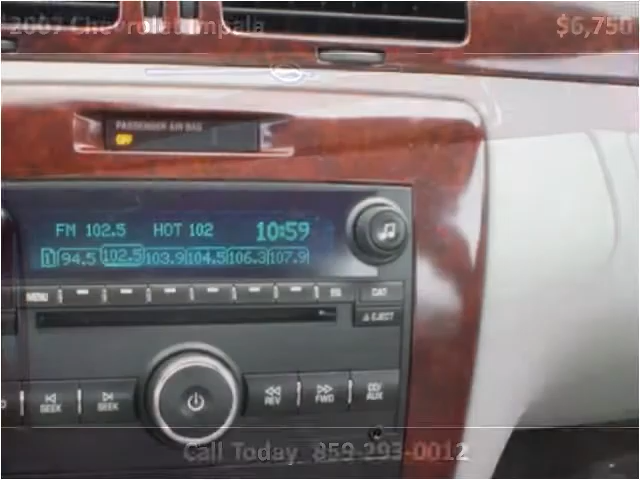 2009 Chevrolet Impala $6,750
PASSENGER AIR BAG
OFF
FM 102.5 HOT 102 10:59
1 94.5 102.5 103.9 104.5 106.3 107.9
MENU CAT
EJECT
SEEK SEEK REV FWD CD/
AUX
Call Today 859-293-0012